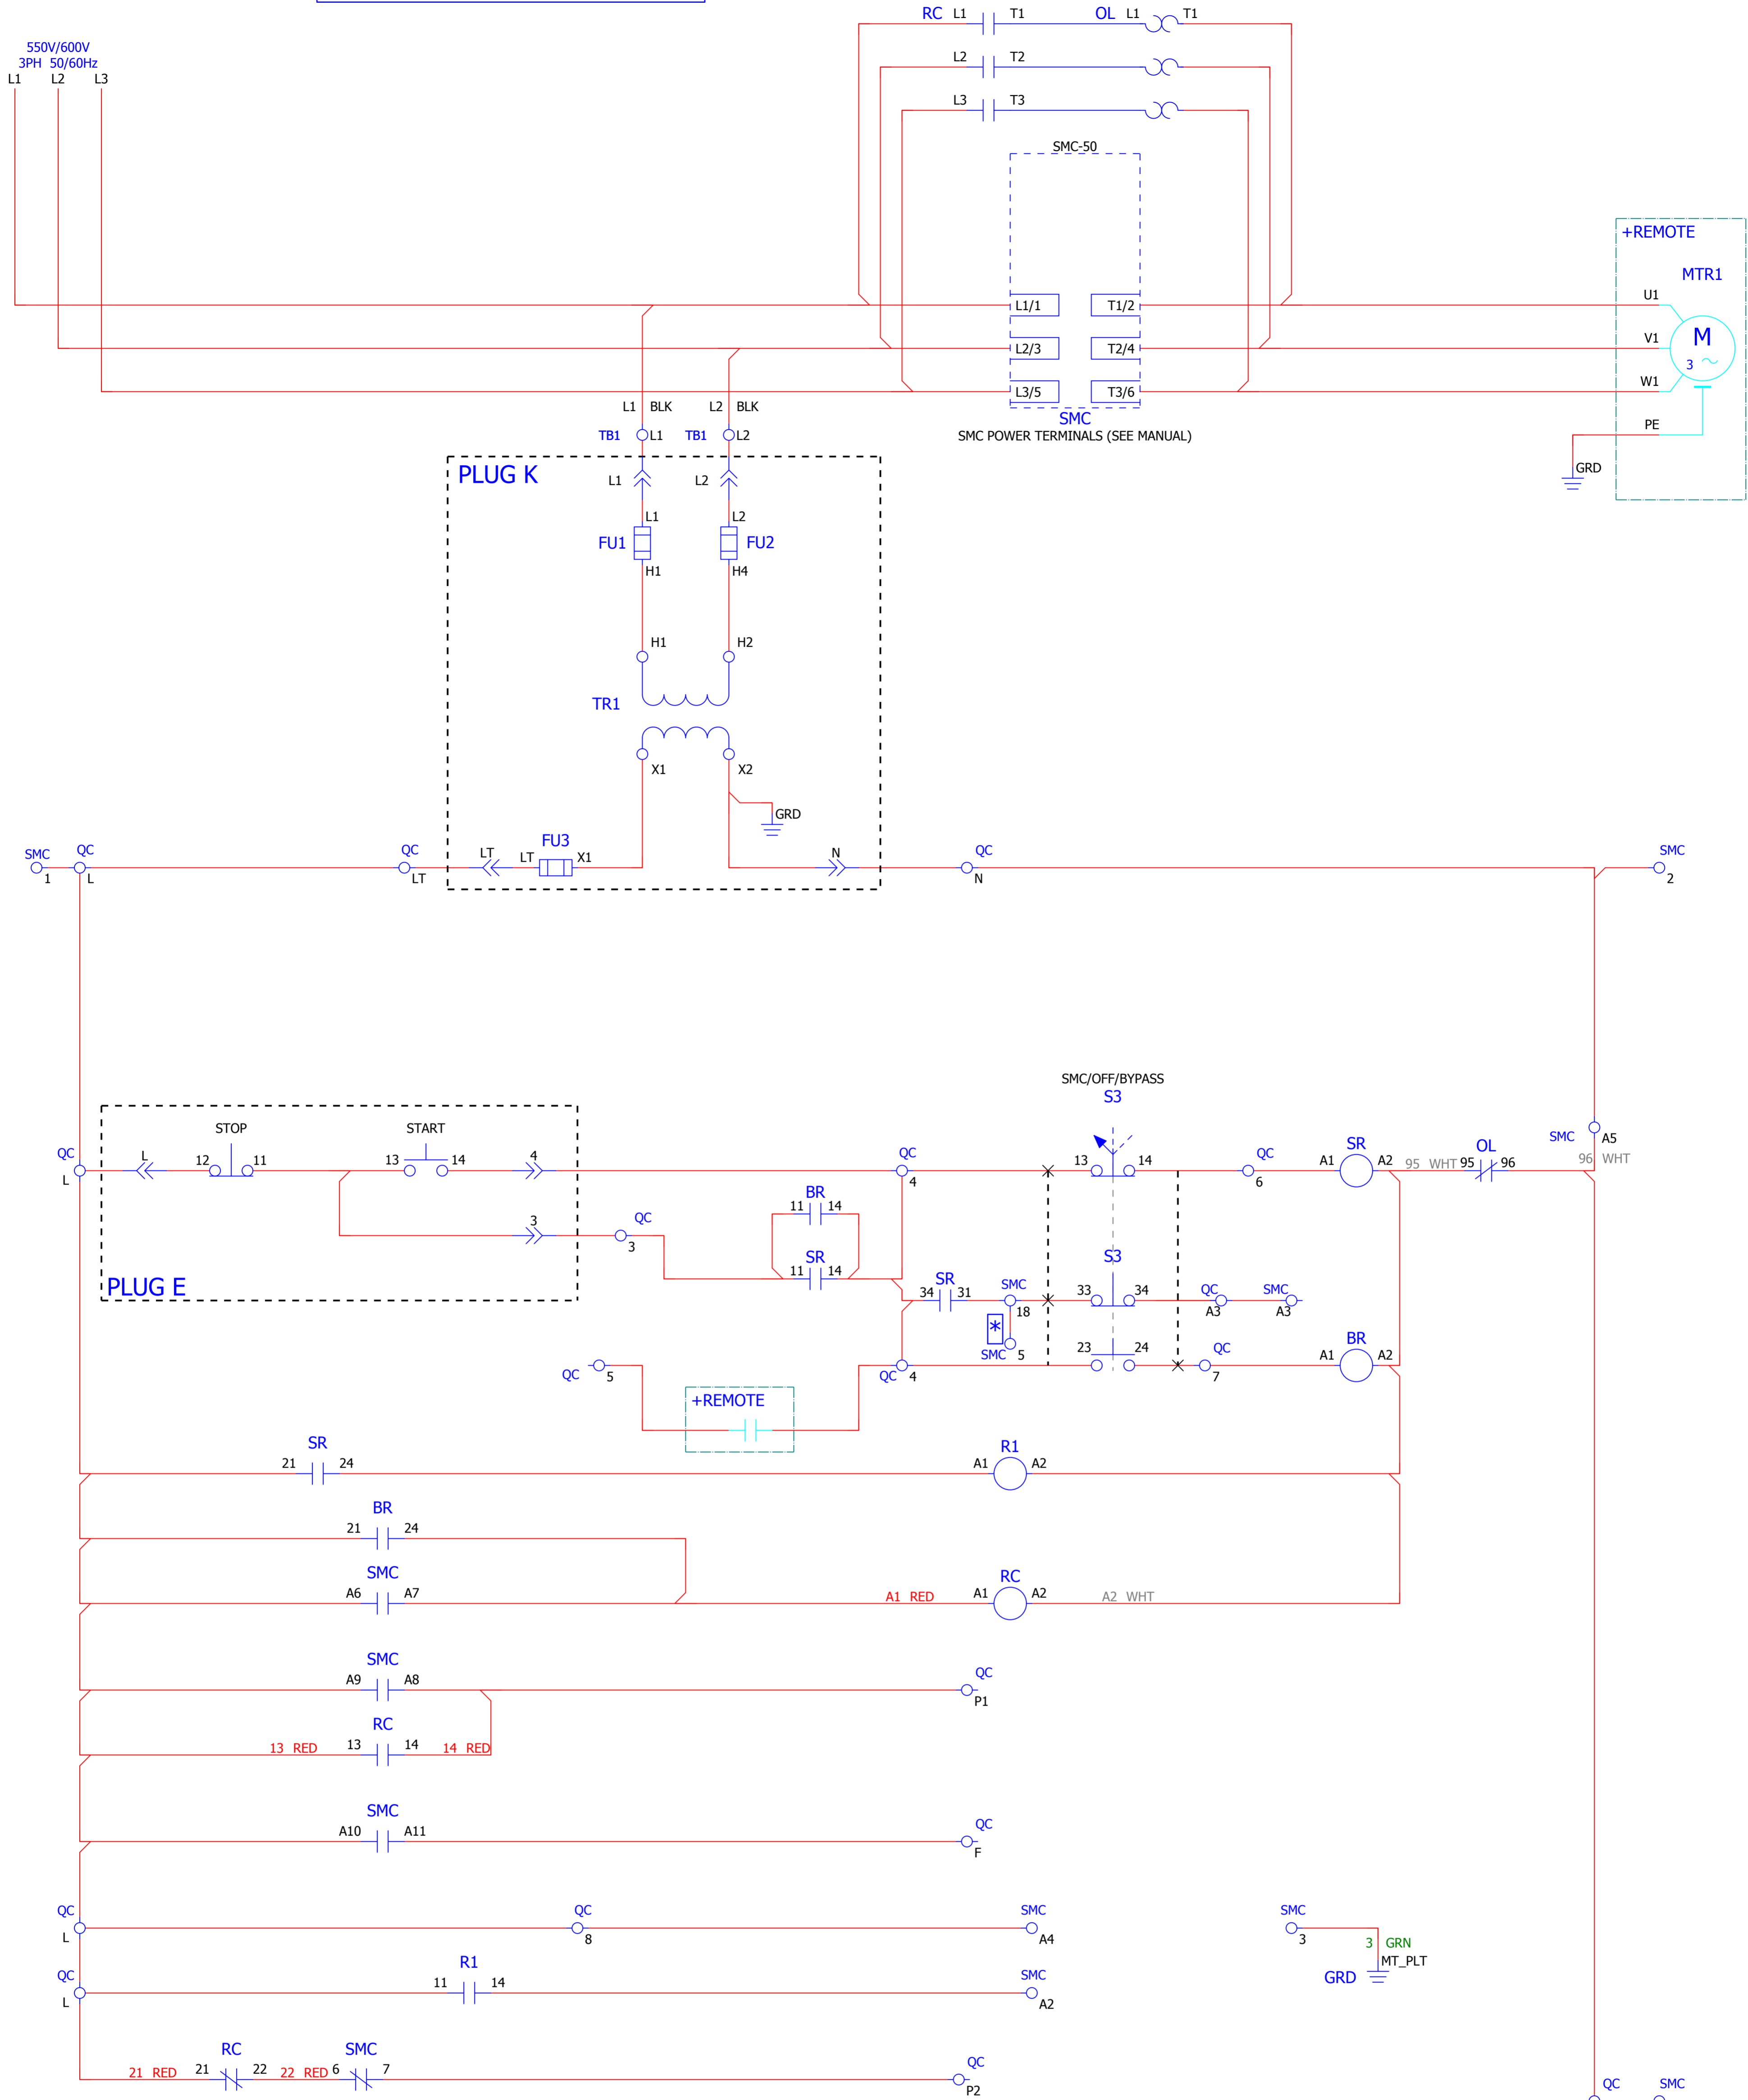 RC L1 T1 OL L1 T1
550V/600V
3PH 50/60Hz
L1 L2 L3
L2 T2
L3 T3
SMC-50
+REMOTE
MTR1
U1
L1/1 T1/2
V1
M
3
L2/3 T2/4
W1
L3/5 T3/6
L1 BLK L2 BLK
SMC
PE
TB1 L1 TB1 L2
SMC POWER TERMINALS (SEE MANUAL)
PLUG K
L1 L2
GRD
L1 L2
FU1 FU2
H1 H4
H1 H2
TR1
X1 X2
GRD
FU3
SMC QC QC LT LT X1 N QC SMC
1 L LT N 2
SMC/OFF/BYPASS
S3
STOP START
SMC A5
QC L 12 11 13 14 4 QC 13 14 QC SR OL
A1 A2 95 WHT 95 96 96 WHT
L 4 6
BR
11 14
3 QC
3
SR
11 14
S3
PLUG E
SR
34 31 SMC 33 34 QC SMC
18 A3 A3
*
SMC 5
23 24 QC BR
A1 A2
QC 5 QC 4 7
+REMOTE
SR R1
21 24 A1 A2
BR
21 24
SMC RC
A6 A7 A1 RED A1 A2 A2 WHT
SMC QC
A9 A8 P1
RC
13 RED 13 14 14 RED
SMC QC
A10 A11 F
QC QC SMC SMC
L 8 A4 3
3 GRN
MT_PLT
GRD
QC R1 SMC
L 11 14 A2
RC SMC QC
21 RED 21 22 22 RED 6 7 P2
QC SMC